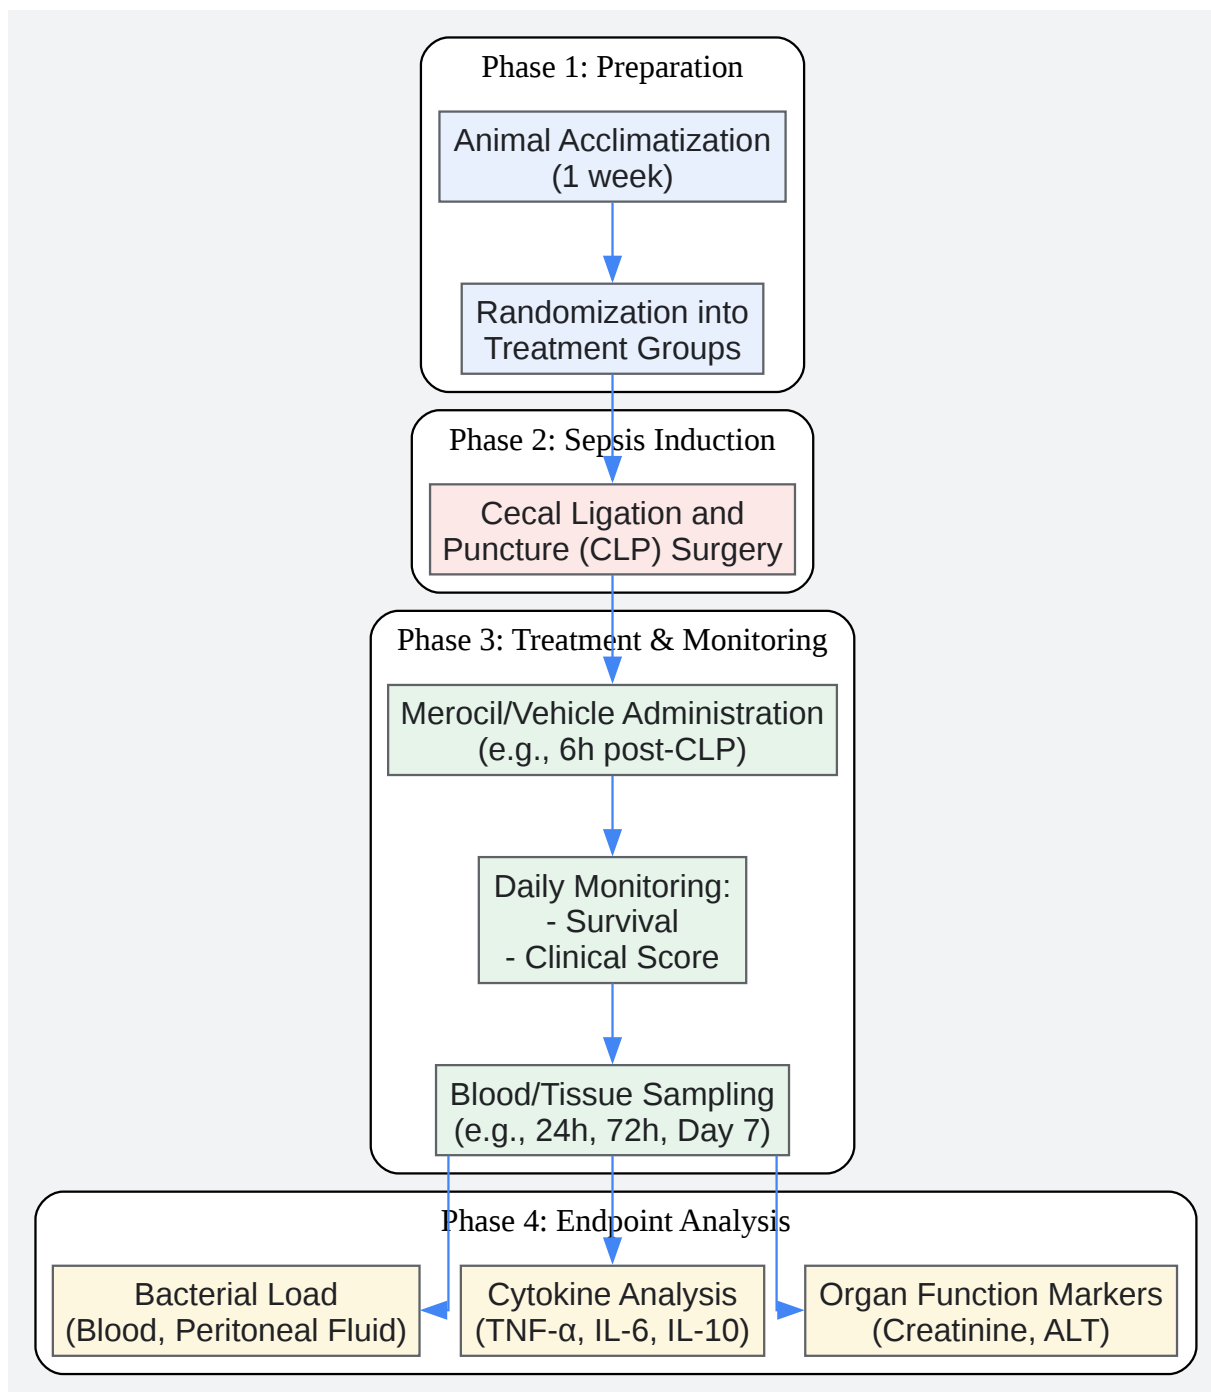 Phase 1: Preparation
Animal Acclimatization
(1 week)
Randomization into
Treatment Groups
Phase 2: Sepsis Induction
Cecal Ligation and
Puncture (CLP) Surgery
Phase 3: Treatment & Monitoring
Merocil/Vehicle Administration
(e.g., 6h post-CLP)
Daily Monitoring:
- Survival
- Clinical Score
Blood/Tissue Sampling
(e.g., 24h, 72h, Day 7)
Phase 4: Endpoint Analysis
Bacterial Load
(Blood, Peritoneal Fluid)
Cytokine Analysis
(TNF-α, IL-6, IL-10)
Organ Function Markers
(Creatinine, ALT)